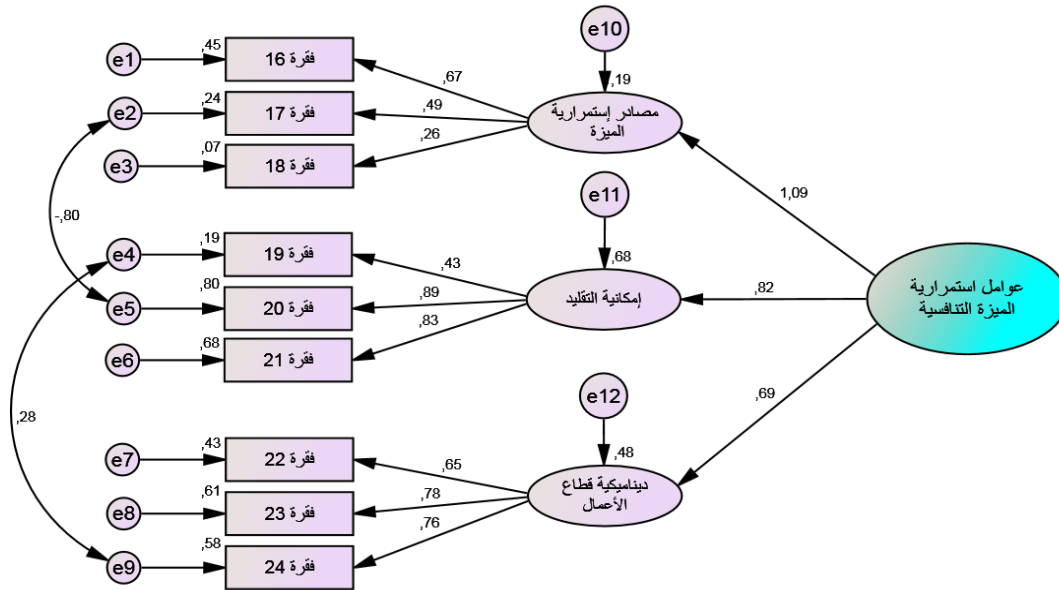 e10
e1
,45
فقرة 16
,67
,19
e2
,24
فقرة 17
,49
مصادر إستمرارية
الميزة
e3
,07
فقرة 18
,26
e11
1,09
-,80
e4
,19
فقرة 19
,43
,68
e5
,80
فقرة 20
,89
إمكانية التقليد
,82
عوامل استمرارية
الميزة التنافسية
e6
,68
فقرة 21
,83
,28
e12
,69
e7
,43
فقرة 22
,65
,48
e8
,61
فقرة 23
,78
ديناميكية قطاع
الأعمال
e9
,58
فقرة 24
,76